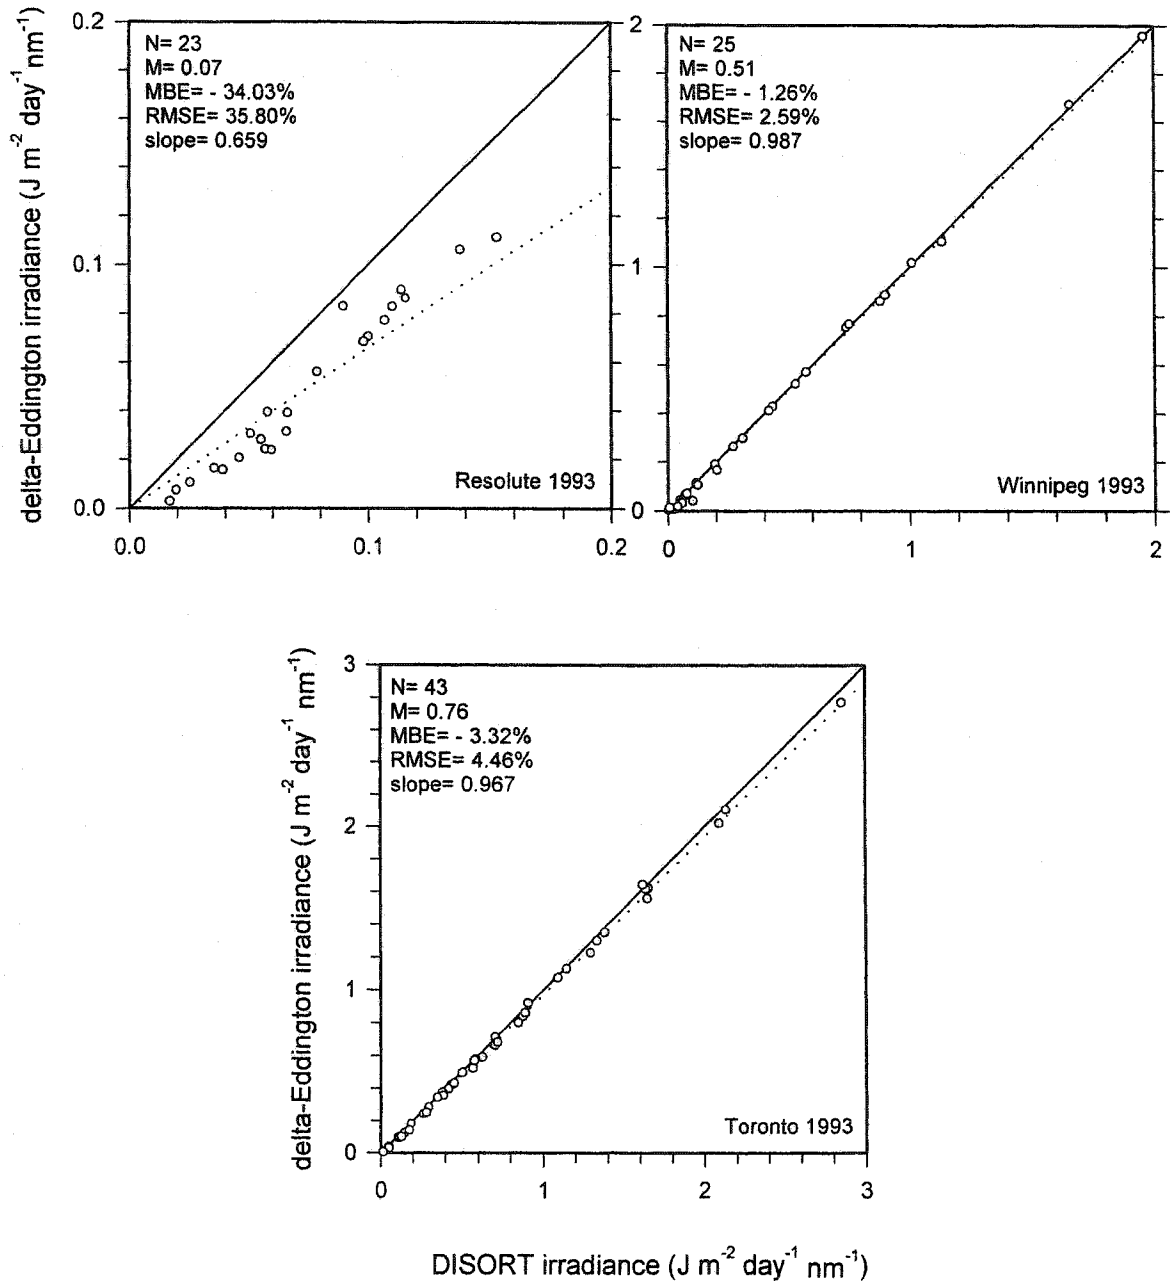 delta-Eddington irradiance (J m⁻² day⁻¹ nm⁻¹)
0.2
0.1
0.0
N= 23
M= 0.07
MBE= - 34.03%
RMSE= 35.80%
slope= 0.659
Resolute 1993
0.0 0.1 0.2
2
1
0
N= 25
M= 0.51
MBE= - 1.26%
RMSE= 2.59%
slope= 0.987
Winnipeg 1993
0 1 2
delta-Eddington irradiance (J m⁻² day⁻¹ nm⁻¹)
3
2
1
0
N= 43
M= 0.76
MBE= - 3.32%
RMSE= 4.46%
slope= 0.967
Toronto 1993
0 1 2 3
DISORT irradiance (J m⁻² day⁻¹ nm⁻¹)